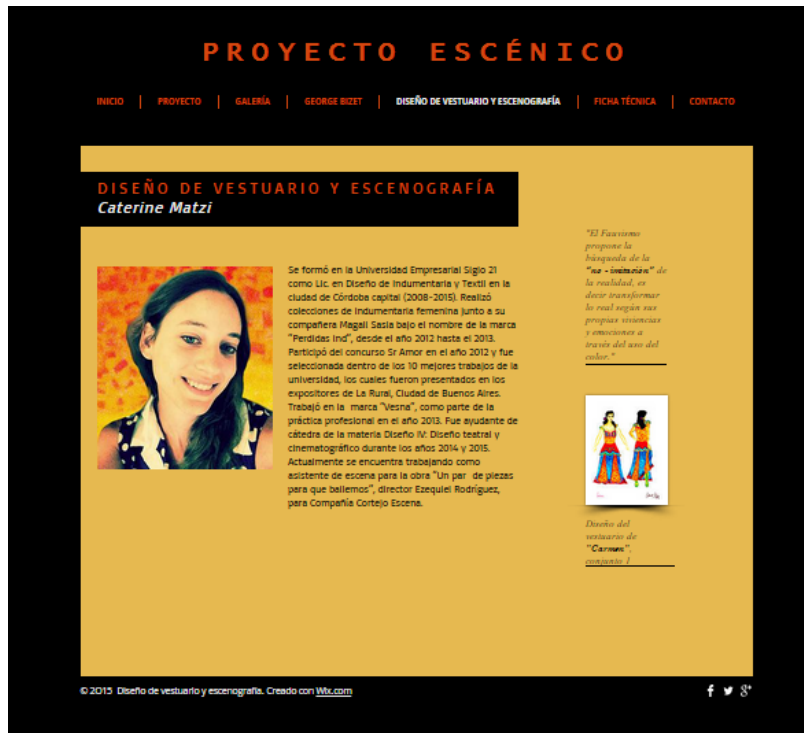 PROYECTO ESCÉNICO
INICIO | PROYECTO | GALERÍA | GEORGE BIZET | DISEÑO DE VESTUARIO Y ESCENOGRAFÍA | FICHA TÉCNICA | CONTACTO
DISEÑO DE VESTUARIO Y ESCENOGRAFÍA
Caterine Matzi
Se formó en la Universidad Empresarial Siglo 21
como Lic. en Diseño de Indumentaria y Textil en la
ciudad de Córdoba capital (2008-2015). Realizó
colecciones de indumentaria femenina junto a su
compañera Magali Sasia bajo el nombre de la marca
"Perdidas Ind", desde el año 2012 hasta el 2013.
Participó del concurso Sr Amor en el año 2012 y fue
seleccionada dentro de los 10 mejores trabajos de la
universidad, los cuales fueron presentados en los
expositores de La Rural, Ciudad de Buenos Aires.
Trabajó en la marca "Vesna", como parte de la
práctica profesional en el año 2013. Fue ayudante de
cátedra de la materia Diseño IV: Diseño teatral y
cinematográfico durante los años 2014 y 2015.
Actualmente se encuentra trabajando como
asistente de escena para la obra "Un par de piezas
para que bailemos", director Ezequiel Rodríguez,
para Compañía Cortejo Escena.
"El Fauvismo
propone la
búsqueda de la
"no - imitación" de
la realidad, es
decir transformar
lo real según sus
propias vivencias
y emociones a
través del uso del
color."
Diseño del
vestuario de
"Carmen",
conjunto 1
© 2015 Diseño de vestuario y escenografía. Creado con Wix.com